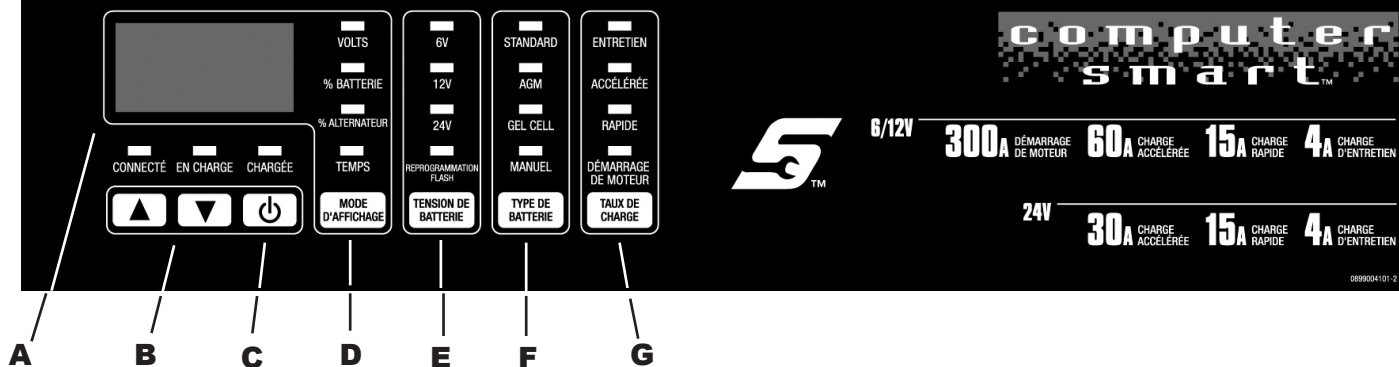 VOLTS
% BATTERIE
% ALTERNATEUR
TEMPS
6V
12V
24V
REPROGRAMMATION
FLASH
STANDARD
AGM
GEL CELL
MANUEL
ENTRETIEN
ACCÉLÉRÉE
RAPIDE
DÉMARRAGE
DE MOTEUR
CONNECTÉ EN CHARGE CHARGÉE
MODE
D'AFFICHAGE
TENSION DE
BATTERIE
TYPE DE
BATTERIE
TAUX DE
CHARGE
computer
smart™
TM
6/12V
300A DÉMARRAGE DE MOTEUR 60A CHARGE ACCÉLÉRÉE 15A CHARGE RAPIDE 4A CHARGE D'ENTRETIEN
24V
30A CHARGE ACCÉLÉRÉE 15A CHARGE RAPIDE 4A CHARGE D'ENTRETIEN
0899004101-2
A B C D E F G